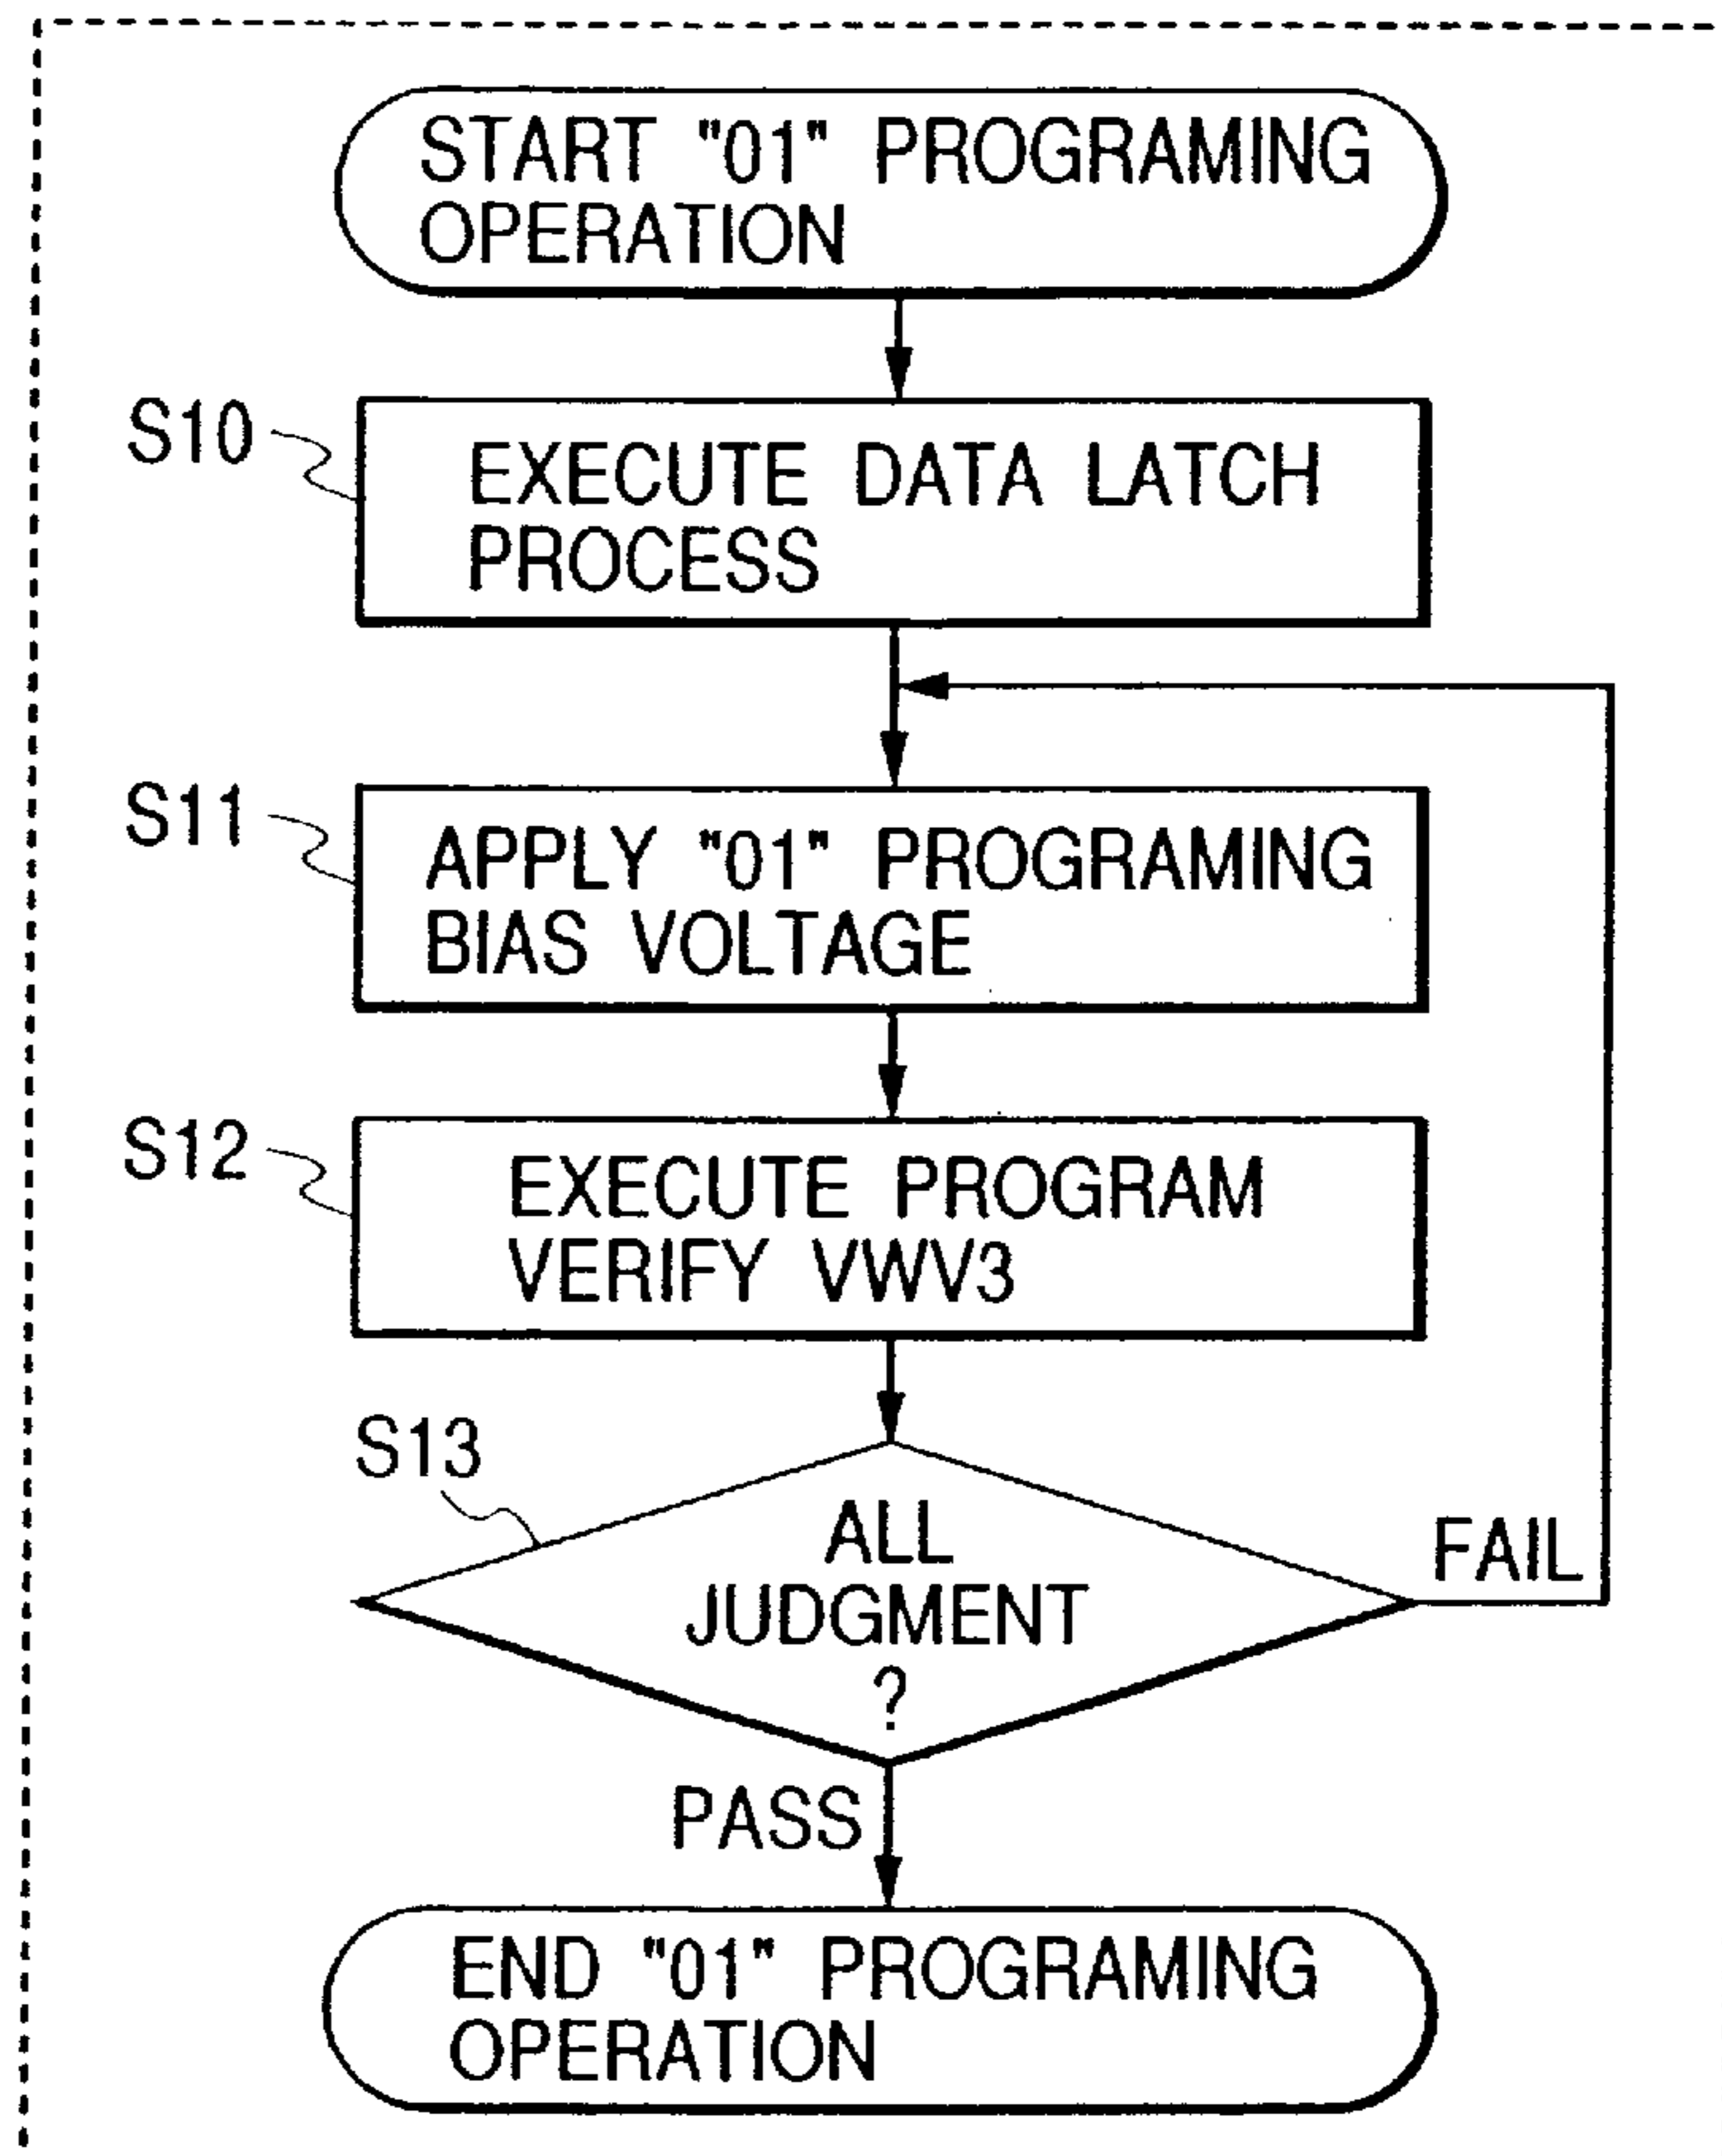 START "01" PROGRAMING
OPERATION
S10
EXECUTE DATA LATCH
PROCESS
S11
APPLY "01" PROGRAMING
BIAS VOLTAGE
S12
EXECUTE PROGRAM
VERIFY VWV3
S13
ALL
JUDGMENT
?
FAIL
PASS
END "01" PROGRAMING
OPERATION